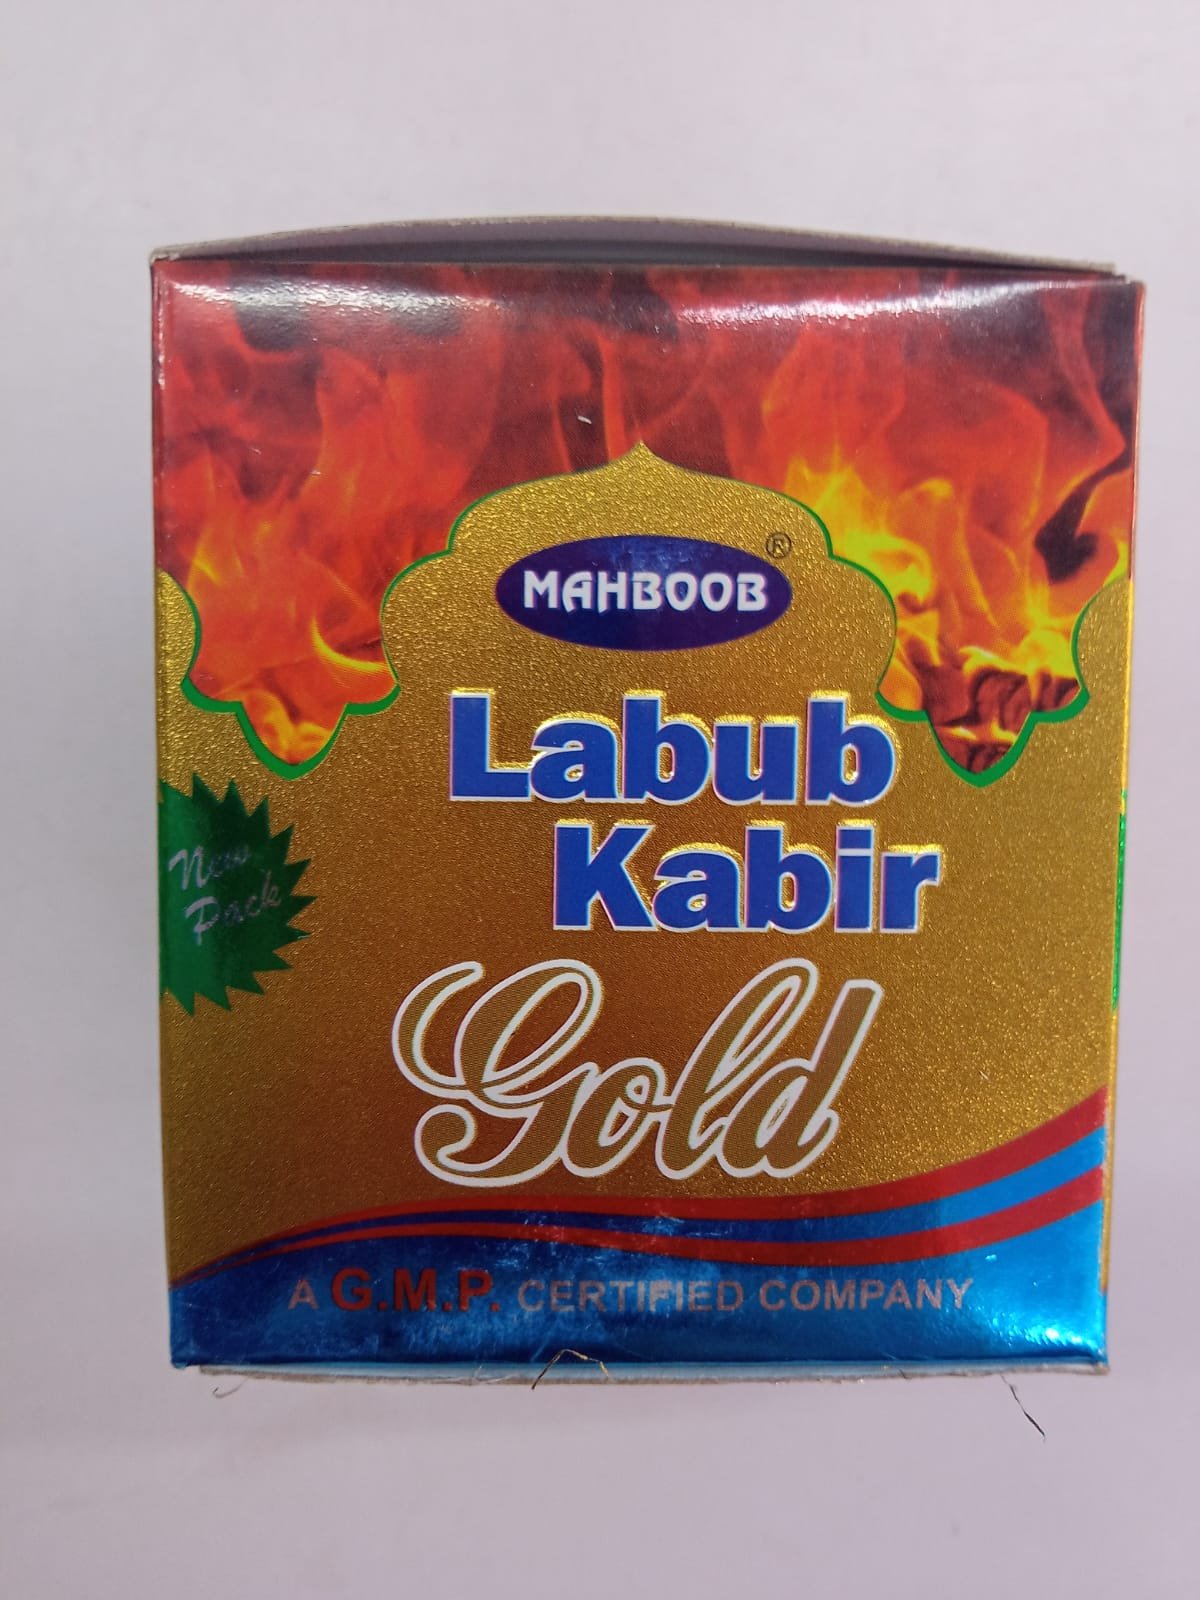 MAHBOOB ®
Labub
Kabir
Gold
New
Pack
A G.M.P. CERTIFIED COMPANY